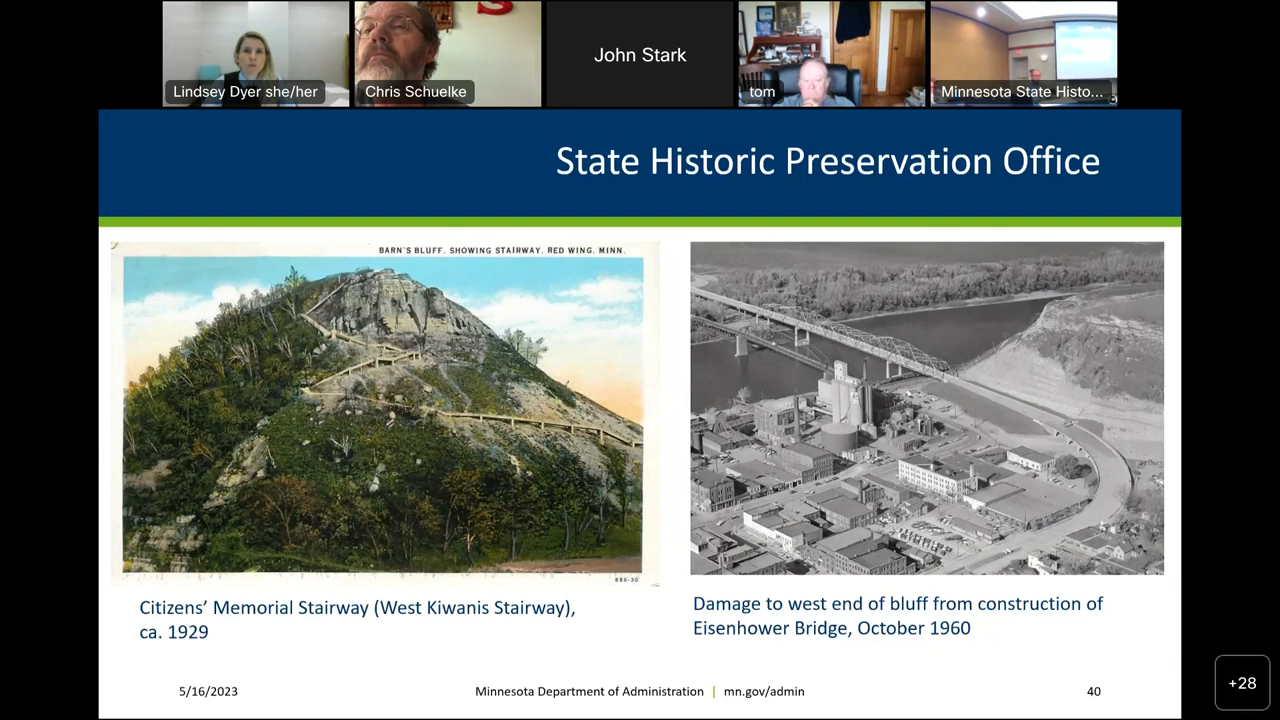 Lindsey Dyer she/her
Chris Schuelke
John Stark
tom
Minnesota State Histo...
State Historic Preservation Office
BARN'S BLUFF, SHOWING STAIRWAY, RED WING, MINN.
Citizens' Memorial Stairway (West Kiwanis Stairway),
ca. 1929
Damage to west end of bluff from construction of
Eisenhower Bridge, October 1960
5/16/2023
Minnesota Department of Administration | mn.gov/admin
40
+28